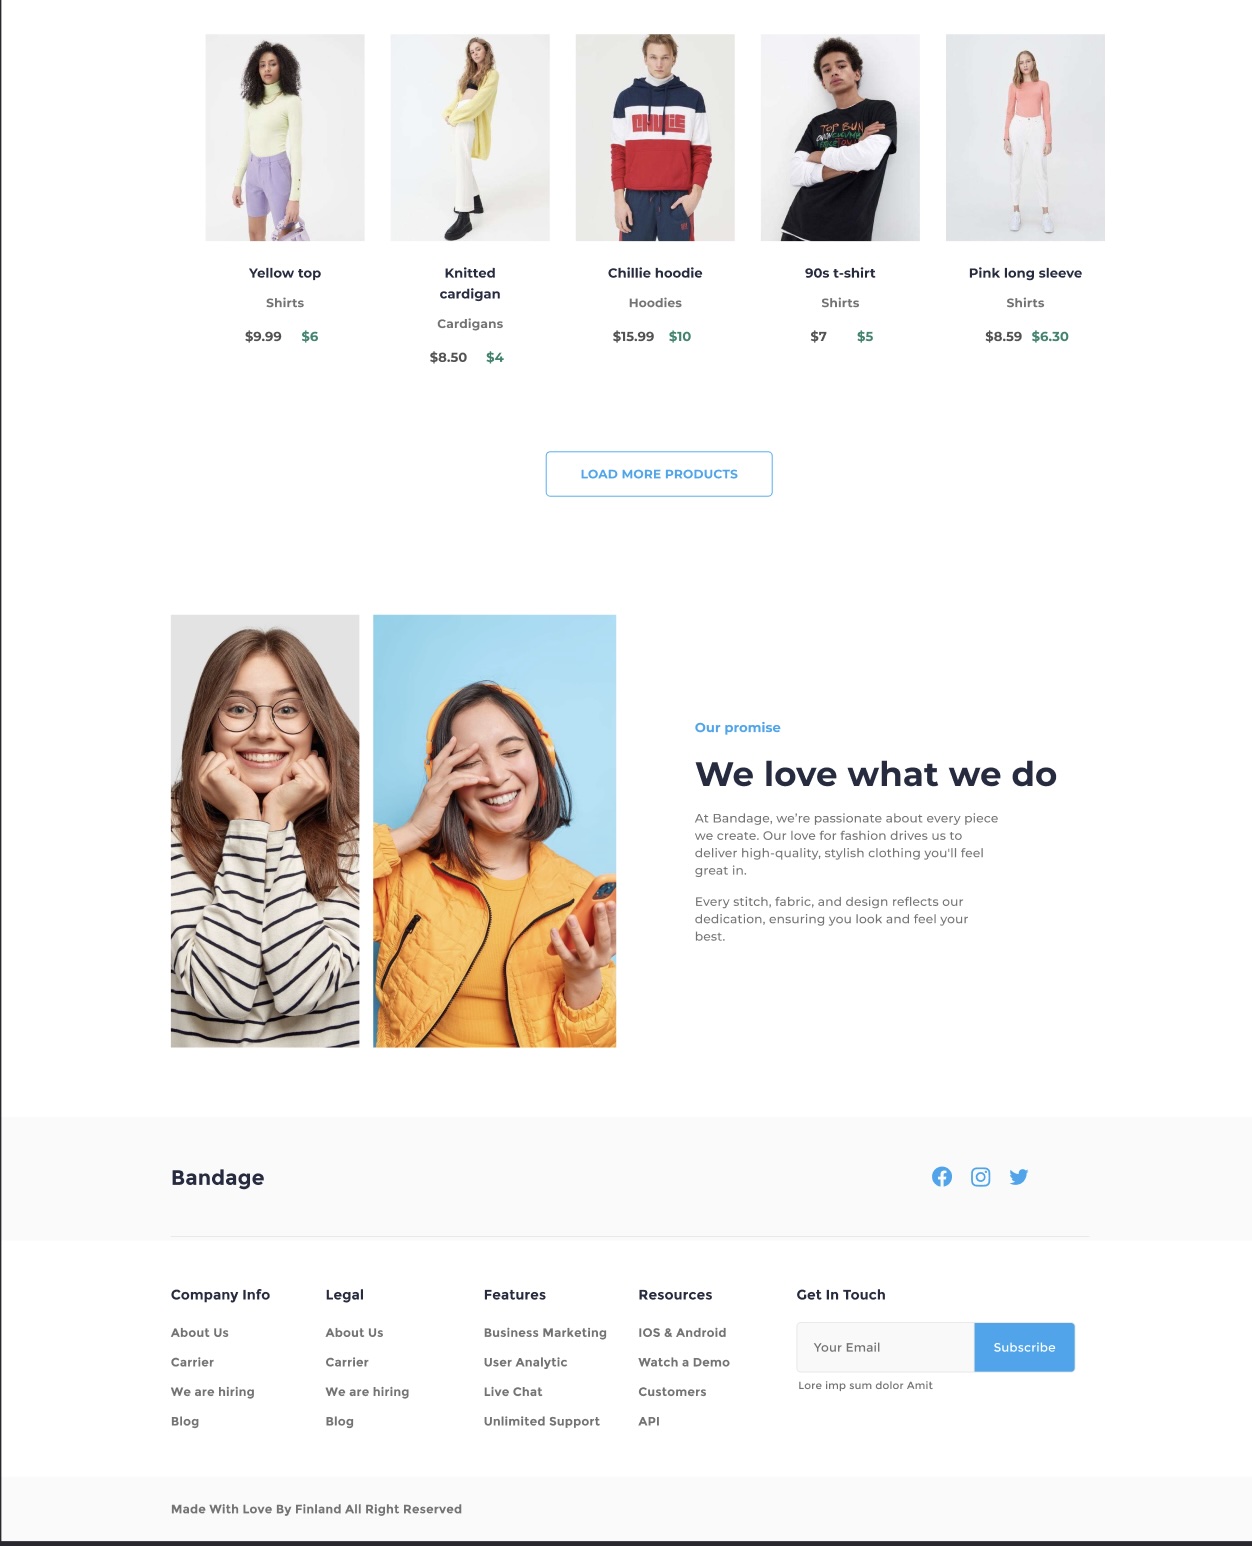 CHILLIE
TOP BUN
Yellow top
Shirts
$9.99 $6
Knitted
cardigan
Cardigans
$8.50 $4
Chillie hoodie
Hoodies
$15.99 $10
90s t-shirt
Shirts
$7 $5
Pink long sleeve
Shirts
$8.59 $6.30
LOAD MORE PRODUCTS
Our promise
We love what we do
At Bandage, we're passionate about every piece
we create. Our love for fashion drives us to
deliver high-quality, stylish clothing you'll feel
great in.
Every stitch, fabric, and design reflects our
dedication, ensuring you look and feel your
best.
Bandage
Company Info
About Us
Carrier
We are hiring
Blog
Legal
About Us
Carrier
We are hiring
Blog
Features
Business Marketing
User Analytic
Live Chat
Unlimited Support
Resources
IOS & Android
Watch a Demo
Customers
API
Get In Touch
Your Email
Subscribe
Lore imp sum dolor Amit
Made With Love By Finland All Right Reserved